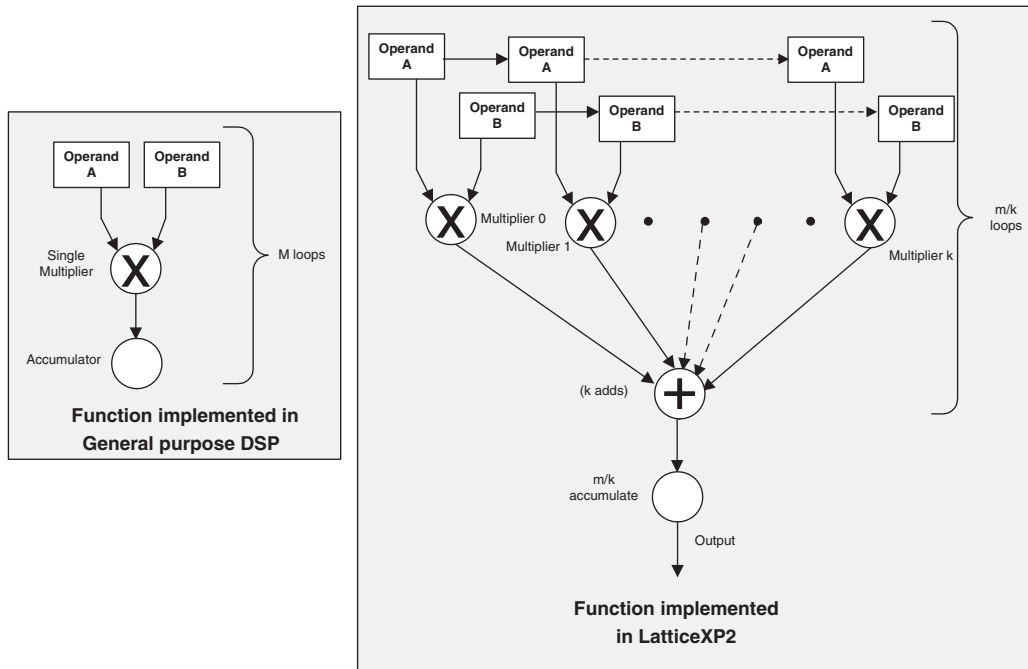 Operand
A
Operand
B
Single
Multiplier
X
M loops
Accumulator
Function implemented in
General purpose DSP
Operand
A
Operand
A
Operand
A
Operand
B
Operand
B
Operand
B
X
Multiplier 0
X
Multiplier 1
X
Multiplier k
m/k
loops
(k adds)
+
m/k
accumulate
Output
Function implemented
in LatticeXP2